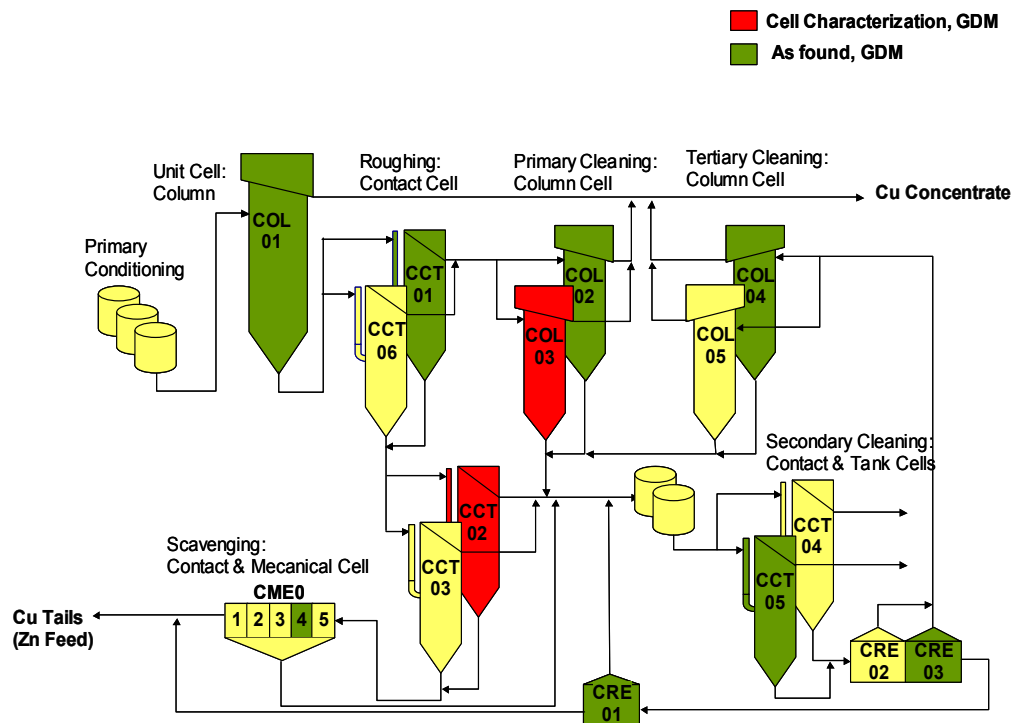 Cell Characterization, GDM
As found, GDM
Unit Cell:
Column
Roughing:
Contact Cell
Primary Cleaning:
Column Cell
Tertiary Cleaning:
Column Cell
Cu Concentrate
Primary
Conditioning
COL
01
CCT
01
CCT
06
COL
02
COL
03
COL
04
COL
05
Secondary Cleaning:
Contact & Tank Cells
CCT
02
CCT
03
CCT
04
CCT
05
Scavenging:
Contact & Mecanical Cell
CME0
1 2 3 4 5
Cu Tails
(Zn Feed)
CRE
02
CRE
03
CRE
01